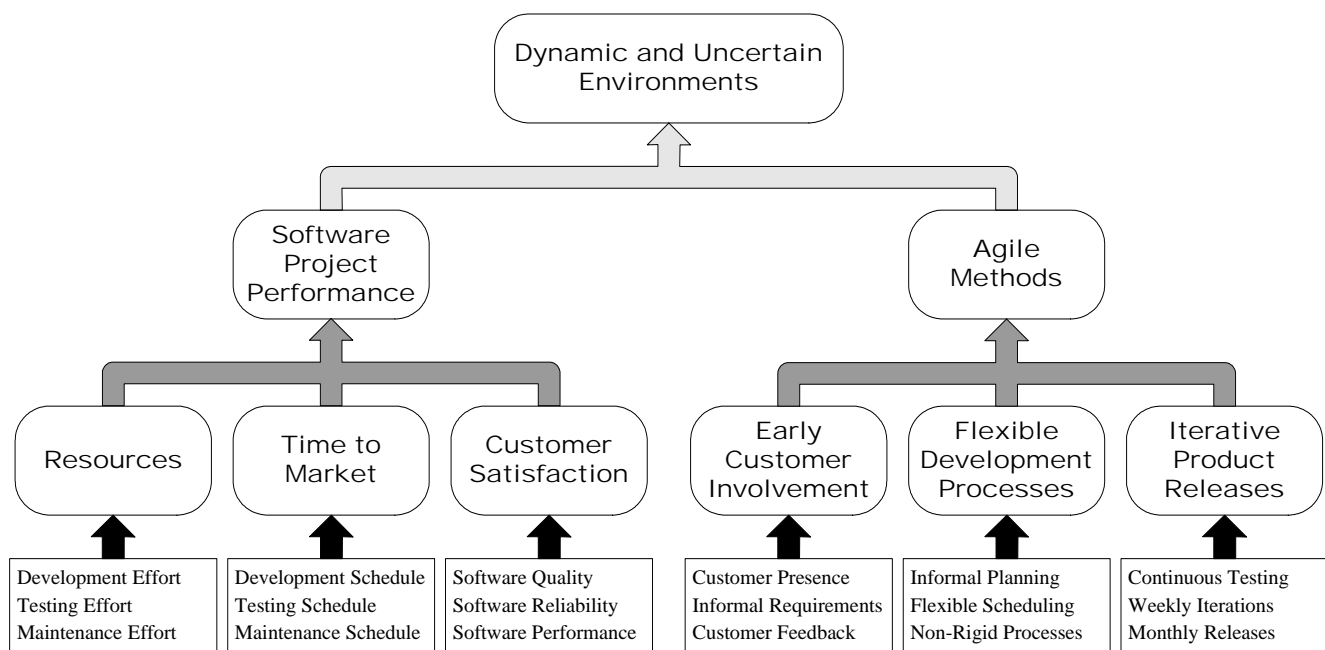 Dynamic and Uncertain
Environments
Software
Project
Performance
Agile
Methods
Resources
Time to
Market
Customer
Satisfaction
Early
Customer
Involvement
Flexible
Development
Processes
Iterative
Product
Releases
Development Effort
Testing Effort
Maintenance Effort
Development Schedule
Testing Schedule
Maintenance Schedule
Software Quality
Software Reliability
Software Performance
Customer Presence
Informal Requirements
Customer Feedback
Informal Planning
Flexible Scheduling
Non-Rigid Processes
Continuous Testing
Weekly Iterations
Monthly Releases